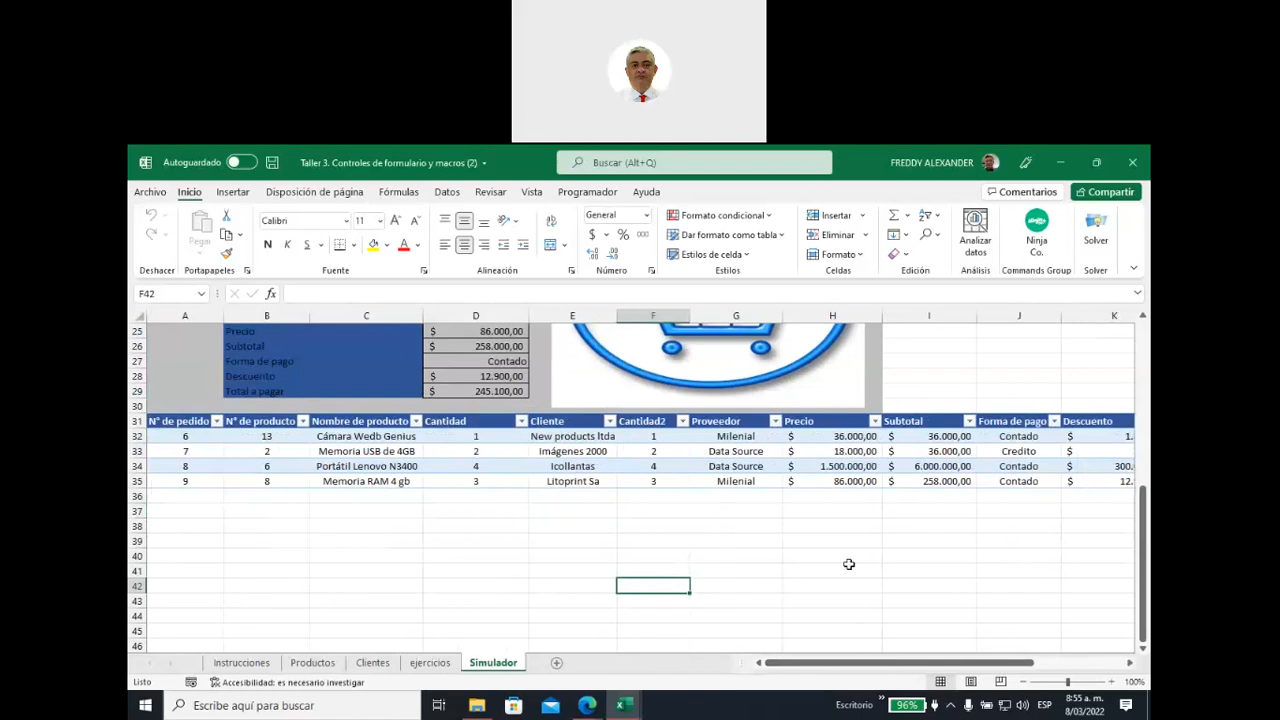 Autoguardado
Taller 3. Controles de formulario y macros (2)
Buscar (Alt+Q)
FREDDY ALEXANDER
Archivo Inicio Insertar Disposición de página Fórmulas Datos Revisar Vista Programador Ayuda
Comentarios
Compartir
Pegar
Calibri 11
N K S
General
$ % 000
Formato condicional
Dar formato como tabla
Estilos de celda
Insertar
Eliminar
Formato
Analizar datos
Ninja Co.
Solver
Deshacer Portapapeles Fuente Alineación Número Estilos Celdas Edición Análisis Commands Group Solver
F42
fx
A B C D E F G H I J K
25 Precio $ 86.000,00
26 Subtotal $ 258.000,00
27 Forma de pago Contado
28 Descuento $ 12.900,00
29 Total a pagar $ 245.100,00
30
31 N° de pedido N° de producto Nombre de producto Cantidad Cliente Cantidad2 Proveedor Precio Subtotal Forma de pago Descuento
32 6 13 Cámara Wedb Genius 1 New products ltda 1 Milenial $ 36.000,00 $ 36.000,00 Contado $ 1.
33 7 2 Memoria USB de 4GB 2 Imágenes 2000 2 Data Source $ 18.000,00 $ 36.000,00 Credito $
34 8 6 Portátil Lenovo N3400 4 Icollantas 4 Data Source $ 1.500.000,00 $ 6.000.000,00 Contado $ 300.
35 9 8 Memoria RAM 4 gb 3 Litoprint Sa 3 Milenial $ 86.000,00 $ 258.000,00 Contado $ 12.
36
37
38
39
40
41
42
43
44
45
46
Instrucciones Productos Clientes ejercicios Simulador
Listo
Accesibilidad: es necesario investigar
100%
Escribe aquí para buscar
Escritorio
96%
ESP
8:55 a. m.
8/03/2022